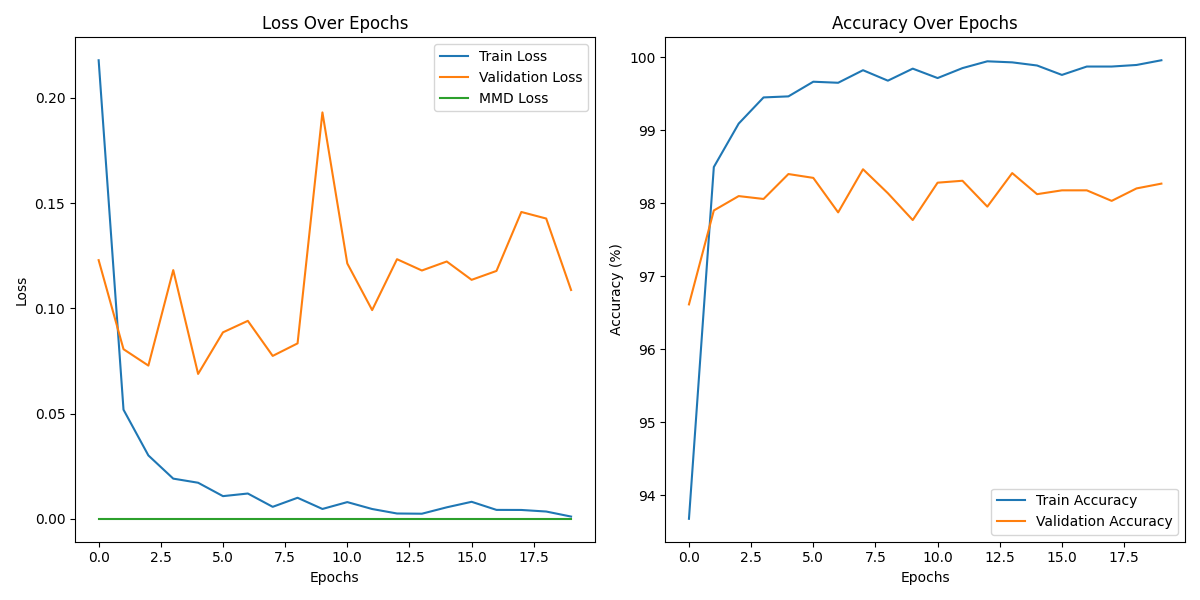 Loss Over Epochs
Train Loss
Validation Loss
MMD Loss
0.20
0.15
0.10
0.05
0.00
Loss
0.0 2.5 5.0 7.5 10.0 12.5 15.0 17.5
Epochs
Accuracy Over Epochs
100
99
98
97
96
95
94
Accuracy (%)
Train Accuracy
Validation Accuracy
0.0 2.5 5.0 7.5 10.0 12.5 15.0 17.5
Epochs